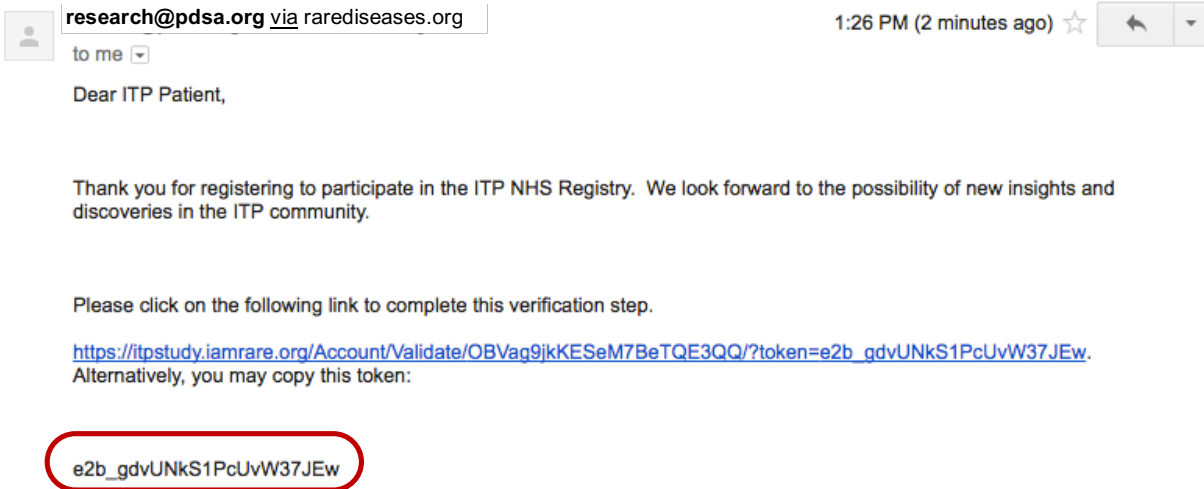 research@pdsa.org via rarediseases.org
1:26 PM (2 minutes ago)
to me
Dear ITP Patient,
Thank you for registering to participate in the ITP NHS Registry.  We look forward to the possibility of new insights and
discoveries in the ITP community.
Please click on the following link to complete this verification step.
https://itpstudy.iamrare.org/Account/Validate/OBVag9jkKESeM7BeTQE3QQ/?token=e2b_gdvUNkS1PcUvW37JEw.
Alternatively, you may copy this token:
e2b_gdvUNkS1PcUvW37JEw